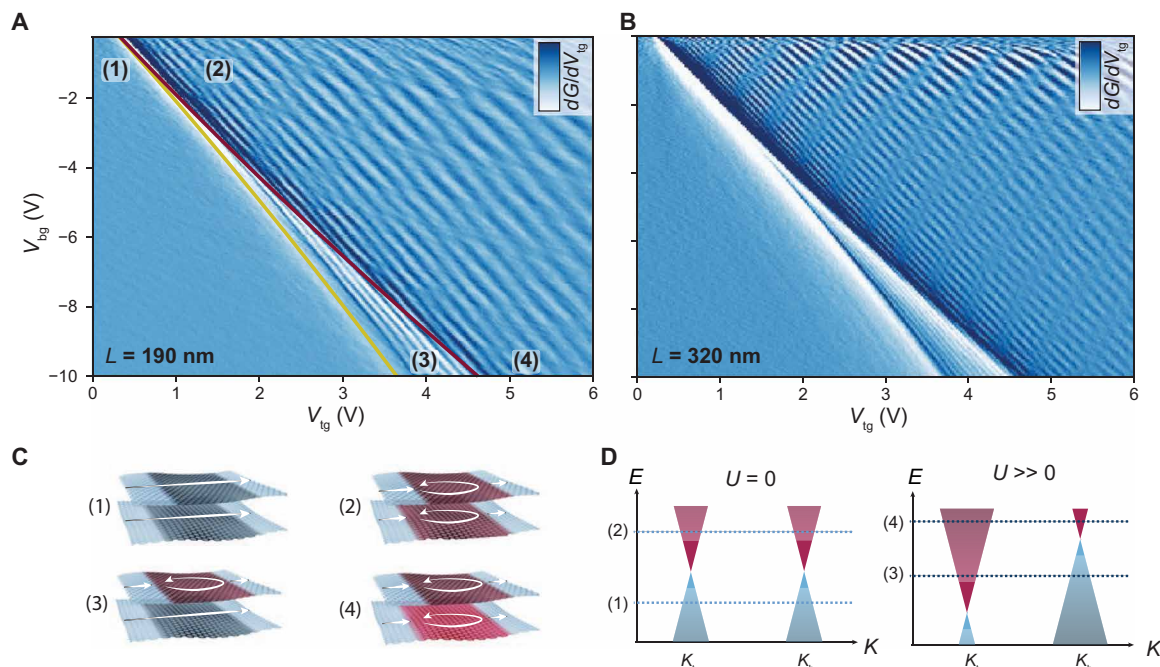 A
B
(1)
(2)
dG/dVtg
dG/dVtg
−2
−4
−6
−8
−10
Vbg (V)
L = 190 nm
(3)
(4)
L = 320 nm
0
1
2
3
4
5
6
Vtg (V)
0
1
2
3
4
5
6
Vtg (V)
C
D
(1)
(2)
(3)
(4)
E
U = 0
(2)
(1)
K
E
U >> 0
(4)
(3)
K